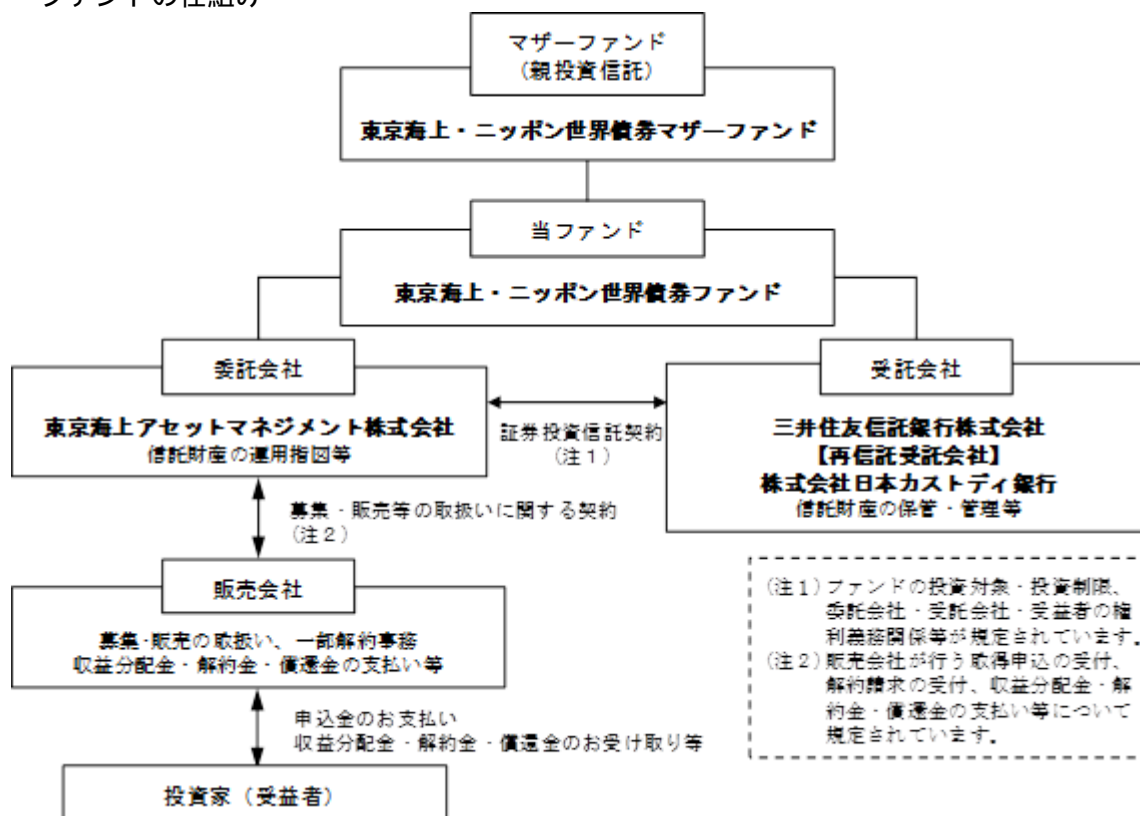 ファンドの仕組み
マザーファンド
(親投資信託)
東京海上・ニッポン世界債券マザーファンド
当ファンド
東京海上・ニッポン世界債券ファンド
委託会社
東京海上アセットマネジメント株式会社
信託財産の運用指図等
証券投資信託契約
(注1)
受託会社
三井住友信託銀行株式会社
【再信託受託会社】
株式会社日本カストディ銀行
信託財産の保管・管理等
募集・販売等の取扱いに関する契約
(注2)
販売会社
募集・販売の取扱い、一部解約事務
収益分配金・解約金・償還金の支払い等
(注1)ファンドの投資対象・投資制限、
委託会社・受託会社・受益者の権
利義務関係等が規定されています。
(注2)販売会社が行う取得申込の受付、
解約請求の受付、収益分配金・解
約金・償還金の支払い等について
規定されています。
申込金のお支払い
収益分配金・解約金・償還金のお受け取り等
投資家(受益者)